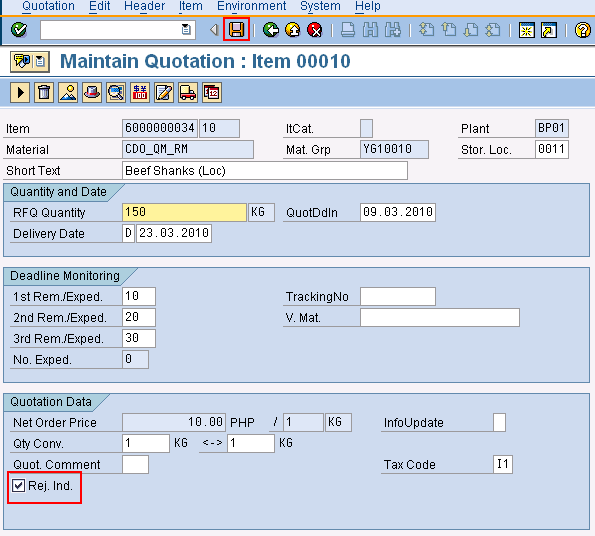 Quotation Edit Header Item Environment System Help
Maintain Quotation : Item 00010
Item 6000000034 10 ItCat. Plant BP01
Material CDO_QM_RM Mat. Grp YG10010 Stor. Loc. 0011
Short Text Beef Shanks (Loc)
Quantity and Date
RFQ Quantity 150 KG QuotDdln 09.03.2010
Delivery Date D 23.03.2010
Deadline Monitoring
1st Rem./Exped. 10 TrackingNo
2nd Rem./Exped. 20 V. Mat.
3rd Rem./Exped. 30
No. Exped. 0
Quotation Data
Net Order Price 10.00 PHP / 1 KG InfoUpdate
Qty Conv. 1 KG <-> 1 KG
Quot. Comment Tax Code I1
Rej. Ind.